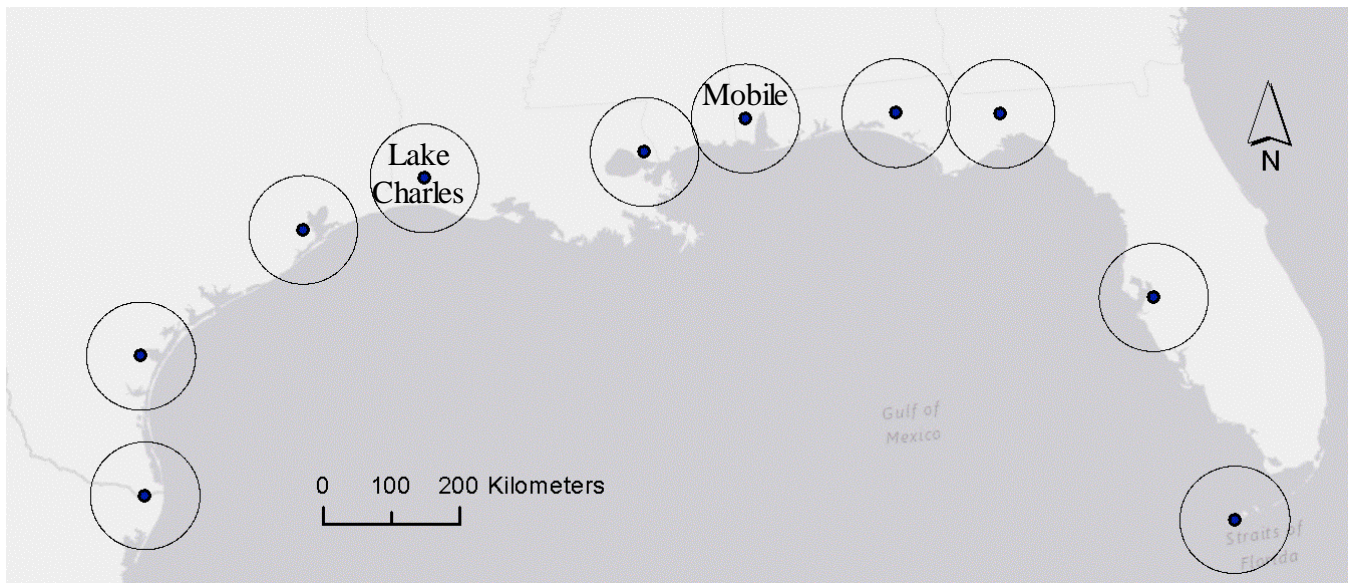 Mobile
Lake
Charles
N
Gulf of
Mexico
0 100 200 Kilometers
Straits of
Florida